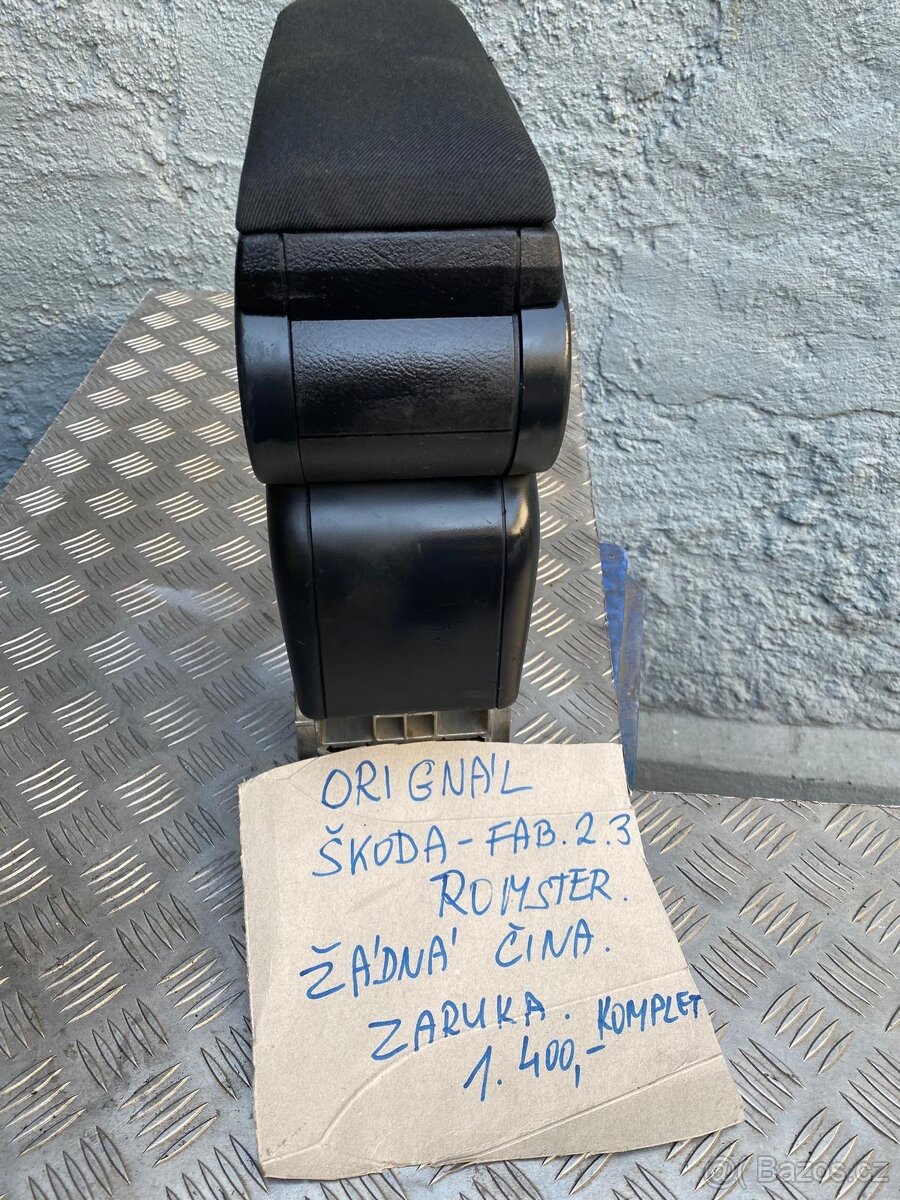 ORIGNÁL
ŠKODA-FAB.2.3
ROMSTER.
ŽÁDNÁ ČINA.
ZARUKA. KOMPLET
1.400,-
Bazos.cz